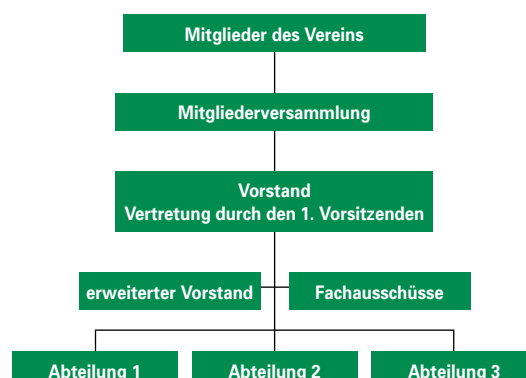 Mitglieder des Vereins
Mitgliederversammlung
Vorstand
Vertretung durch den 1. Vorsitzenden
erweiterter Vorstand
Fachausschüsse
Abteilung 1
Abteilung 2
Abteilung 3